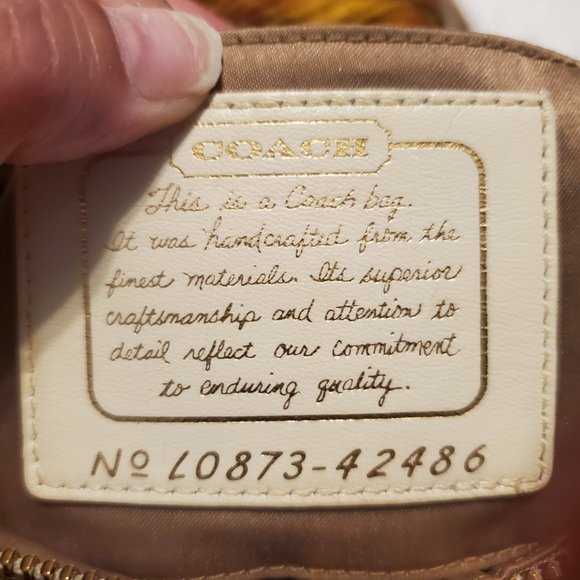 COACH
This is a Coach bag.
It was handcrafted from the
finest materials. Its superior
craftsmanship and attention to
detail reflect our commitment
to enduring quality.
Nº L0873-42486